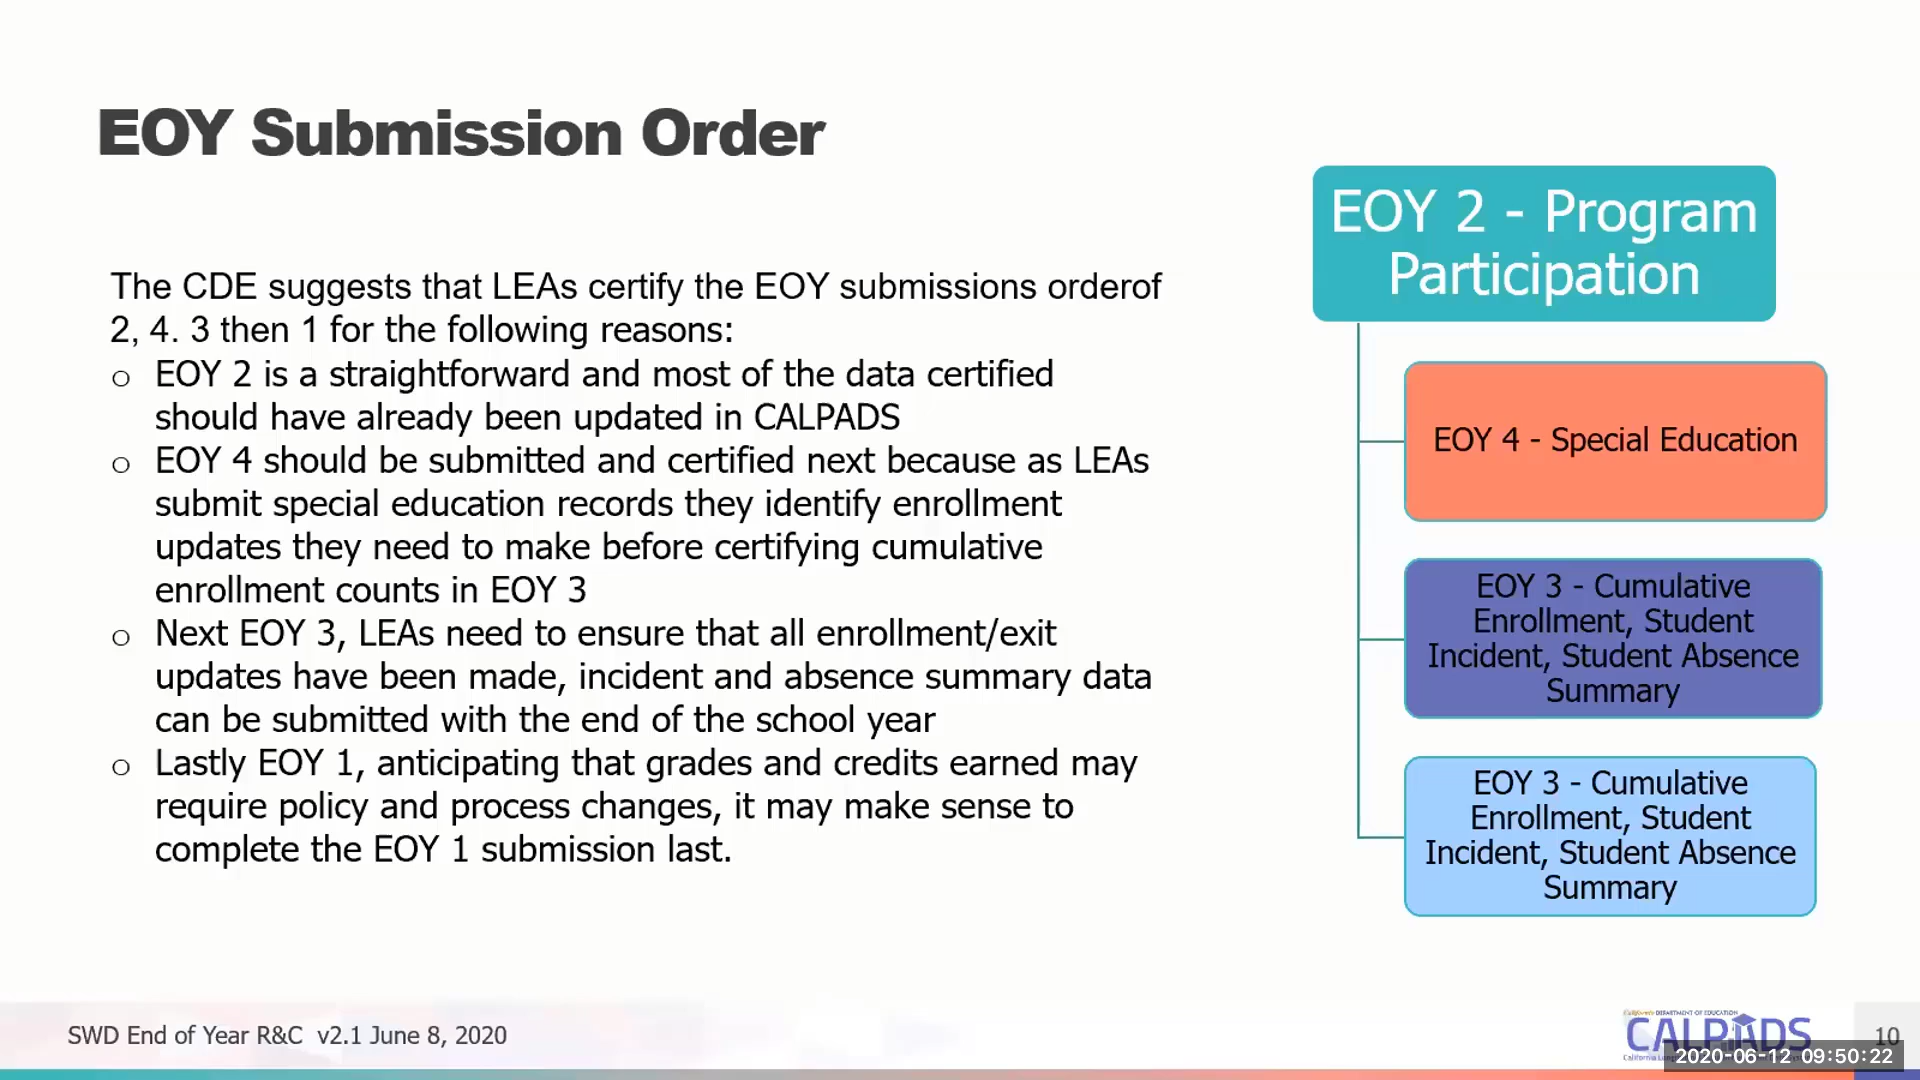 EOY Submission Order
The CDE suggests that LEAs certify the EOY submissions orderof
2, 4. 3 then 1 for the following reasons:
o EOY 2 is a straightforward and most of the data certified
should have already been updated in CALPADS
o EOY 4 should be submitted and certified next because as LEAs
submit special education records they identify enrollment
updates they need to make before certifying cumulative
enrollment counts in EOY 3
o Next EOY 3, LEAs need to ensure that all enrollment/exit
updates have been made, incident and absence summary data
can be submitted with the end of the school year
o Lastly EOY 1, anticipating that grades and credits earned may
require policy and process changes, it may make sense to
complete the EOY 1 submission last.
EOY 2 - Program
Participation
EOY 4 - Special Education
EOY 3 - Cumulative
Enrollment, Student
Incident, Student Absence
Summary
EOY 3 - Cumulative
Enrollment, Student
Incident, Student Absence
Summary
SWD End of Year R&C v2.1 June 8, 2020
California DEPARTMENT OF EDUCATION
CALPADS
10
2020-06-12 09:50:22